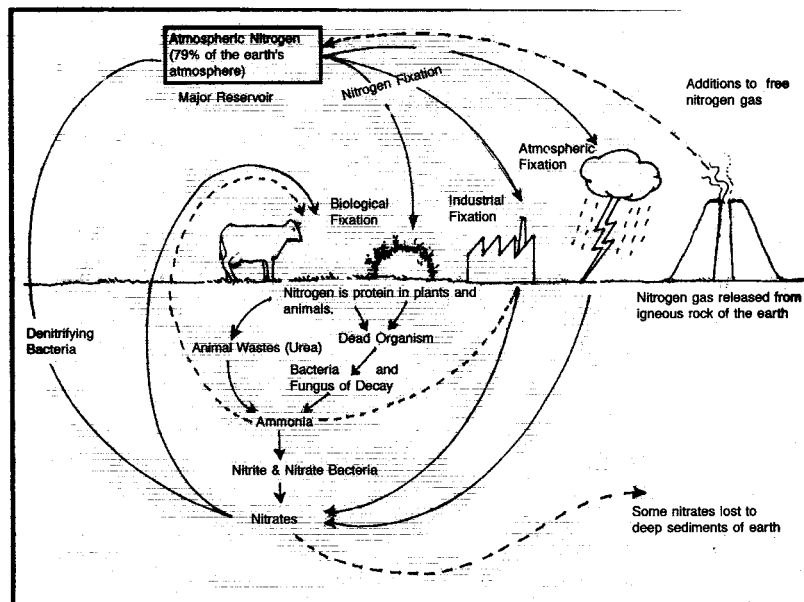 Atmospheric Nitrogen
(79% of the earth's
atmosphere)
Major Reservoir
Nitrogen Fixation
Additions to free
nitrogen gas
Atmospheric
Fixation
Biological
Fixation
Industrial
Fixation
Nitrogen is protein in plants and
animals.
Nitrogen gas released from
igneous rock of the earth
Denitrifying
Bacteria
Animal Wastes (Urea)
Dead Organism
Bacteria and
Fungus of Decay
Ammonia
Nitrite & Nitrate Bacteria
Nitrates
Some nitrates lost to
deep sediments of earth